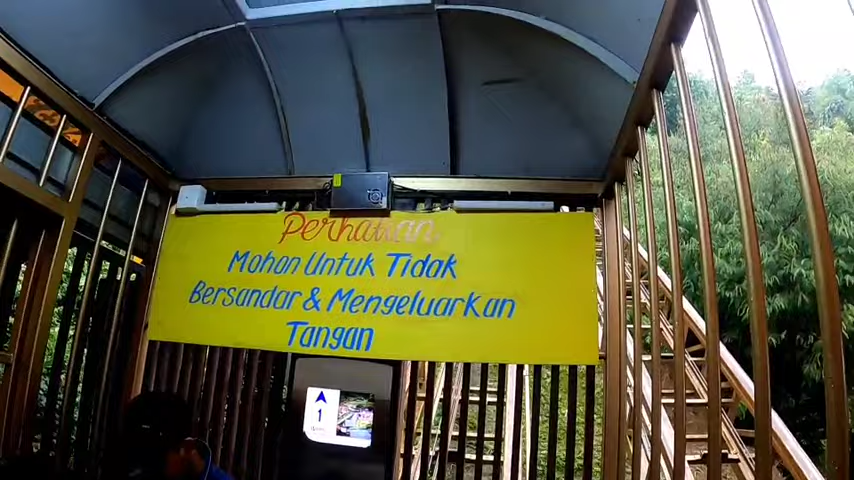 Perhatian
Mohon Untuk Tidak
Bersandar & Mengeluarkan
Tangan
1